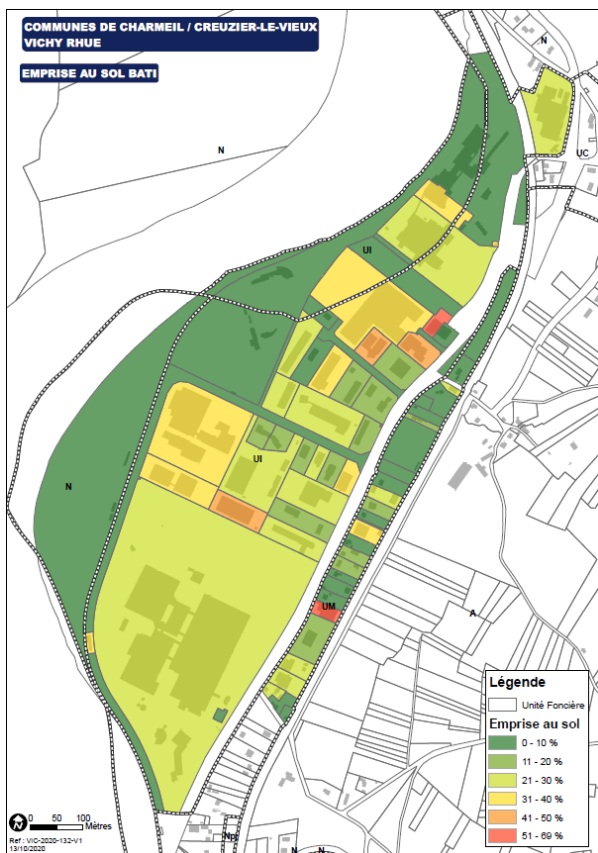 COMMUNES DE CHARMEIL / CREUZIER-LE-VIEUX
VICHY RHUE
EMPRISE AU SOL BATI
N
N
UC
UI
UI
N
UM
A
Légende
Unité Foncière
Emprise au sol
0 - 10 %
11 - 20 %
21 - 30 %
31 - 40 %
41 - 50 %
51 - 69 %
0 50 100
Mètres
Np
N
N
Ref : VIC-2020-132-V1
13/10/2020